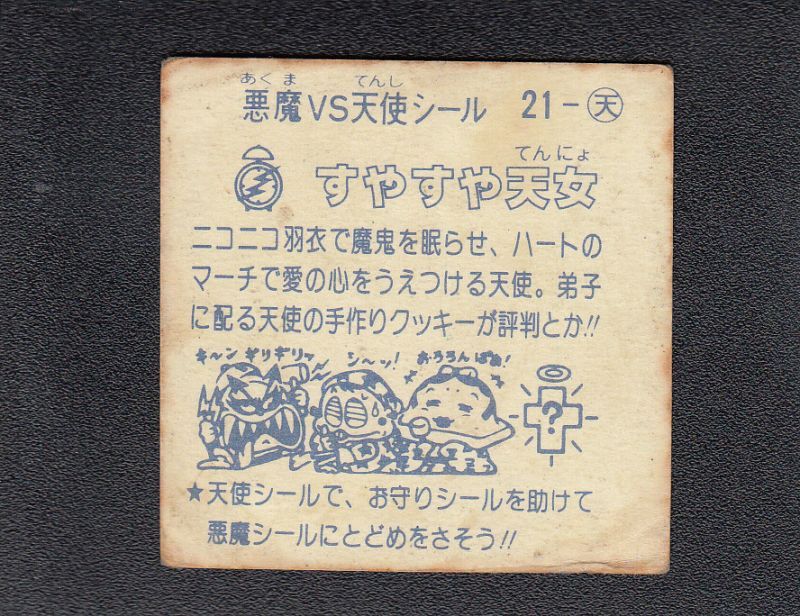 あくま てんし
悪魔VS天使シール 21-天
てんにょ
すやすや天女
ニコニコ羽衣で魔鬼を眠らせ、ハートの
マーチで愛の心をうえつける天使。弟子
に配る天使の手作りクッキーが評判とか!!
キ〜ンギリギリッ シ〜ッ! おろろんばぁ!
?
★天使シールで、お守りシールを助けて
悪魔シールにとどめをさそう!!